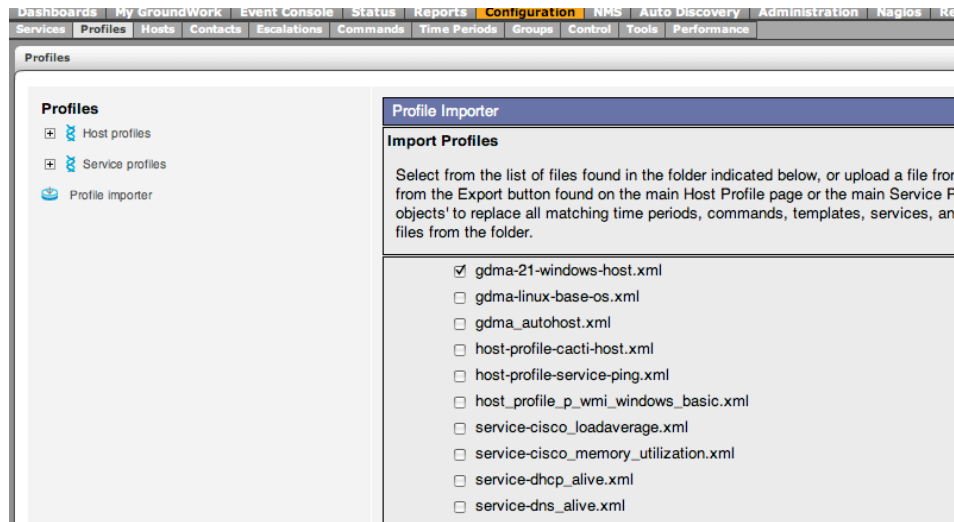 Dashboards My GroundWork Event Console Status Reports Configuration NMS Auto Discovery Administration Nagios
Services Profiles Hosts Contacts Escalations Commands Time Periods Groups Control Tools Performance
Profiles
Profiles
Host profiles
Service profiles
Profile importer
Profile Importer
Import Profiles
Select from the list of files found in the folder indicated below, or upload a file
from the Export button found on the main Host Profile page or the main Service
objects' to replace all matching time periods, commands, templates, services,
files from the folder.
gdma-21-windows-host.xml
gdma-linux-base-os.xml
gdma_autohost.xml
host-profile-cacti-host.xml
host-profile-service-ping.xml
host_profile_p_wmi_windows_basic.xml
service-cisco_loadaverage.xml
service-cisco_memory_utilization.xml
service-dhcp_alive.xml
service-dns_alive.xml